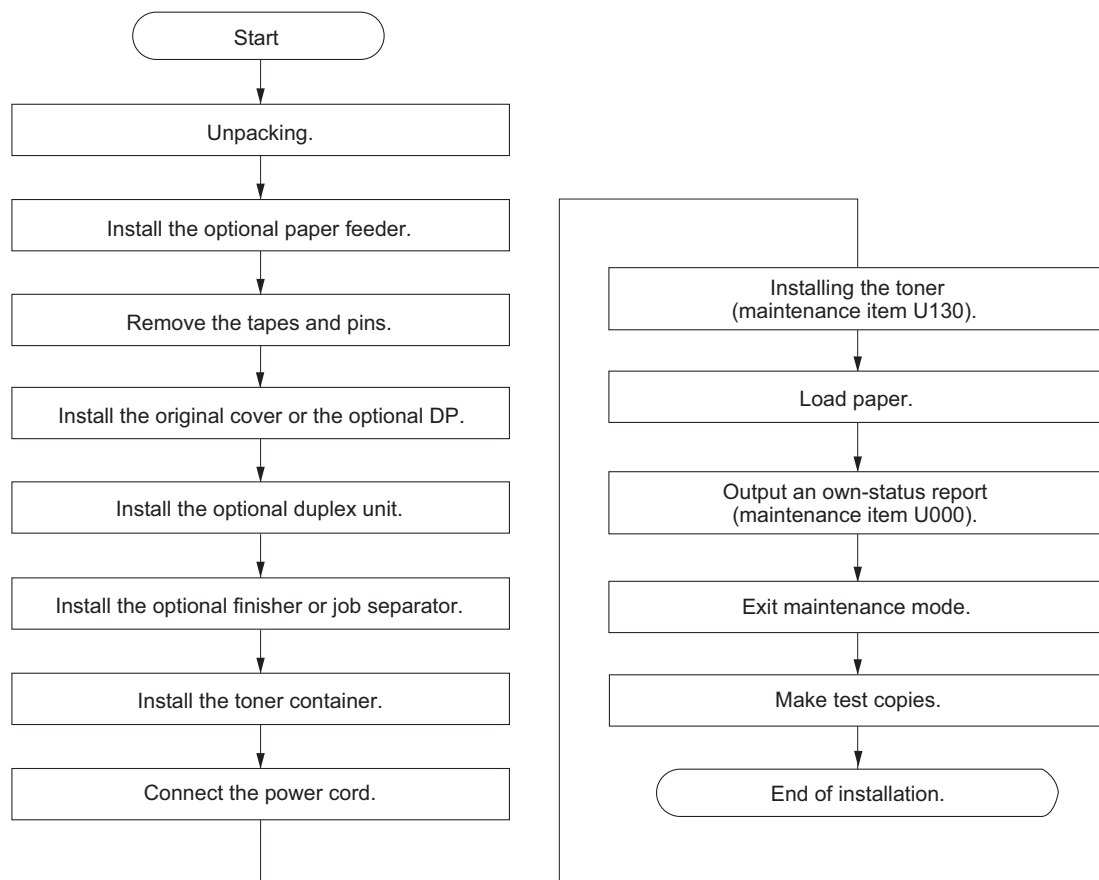 Start
Unpacking.
Install the optional paper feeder.
Remove the tapes and pins.
Install the original cover or the optional DP.
Install the optional duplex unit.
Install the optional finisher or job separator.
Install the toner container.
Connect the power cord.
Installing the toner
(maintenance item U130).
Load paper.
Output an own-status report
(maintenance item U000).
Exit maintenance mode.
Make test copies.
End of installation.